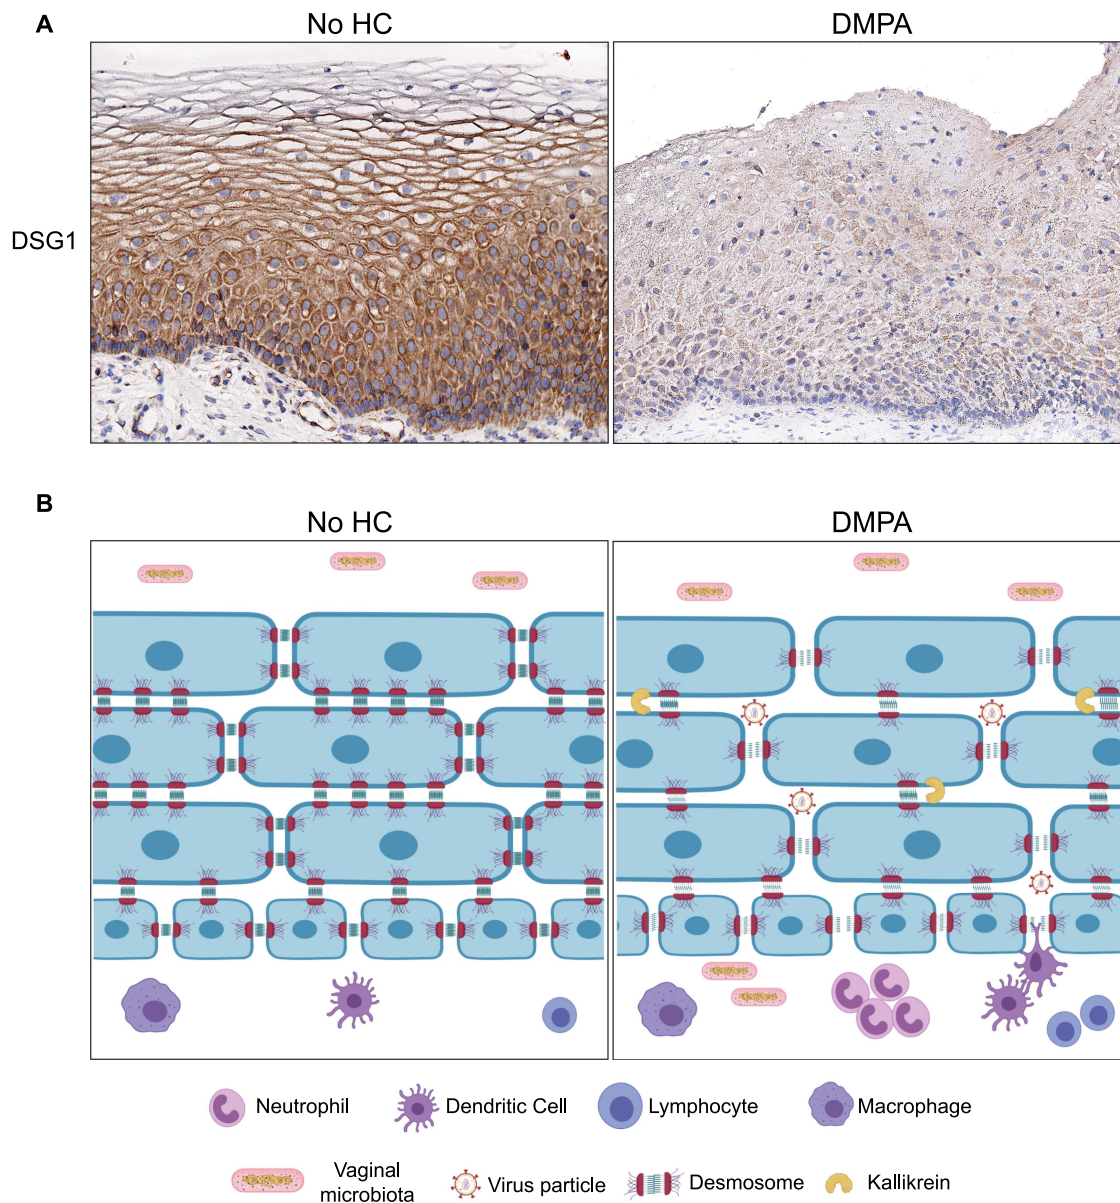 A
No HC
DMPA
DSG1
B
No HC
DMPA
Neutrophil
Dendritic Cell
Lymphocyte
Macrophage
Vaginal
microbiota
Virus particle
Desmosome
Kallikrein